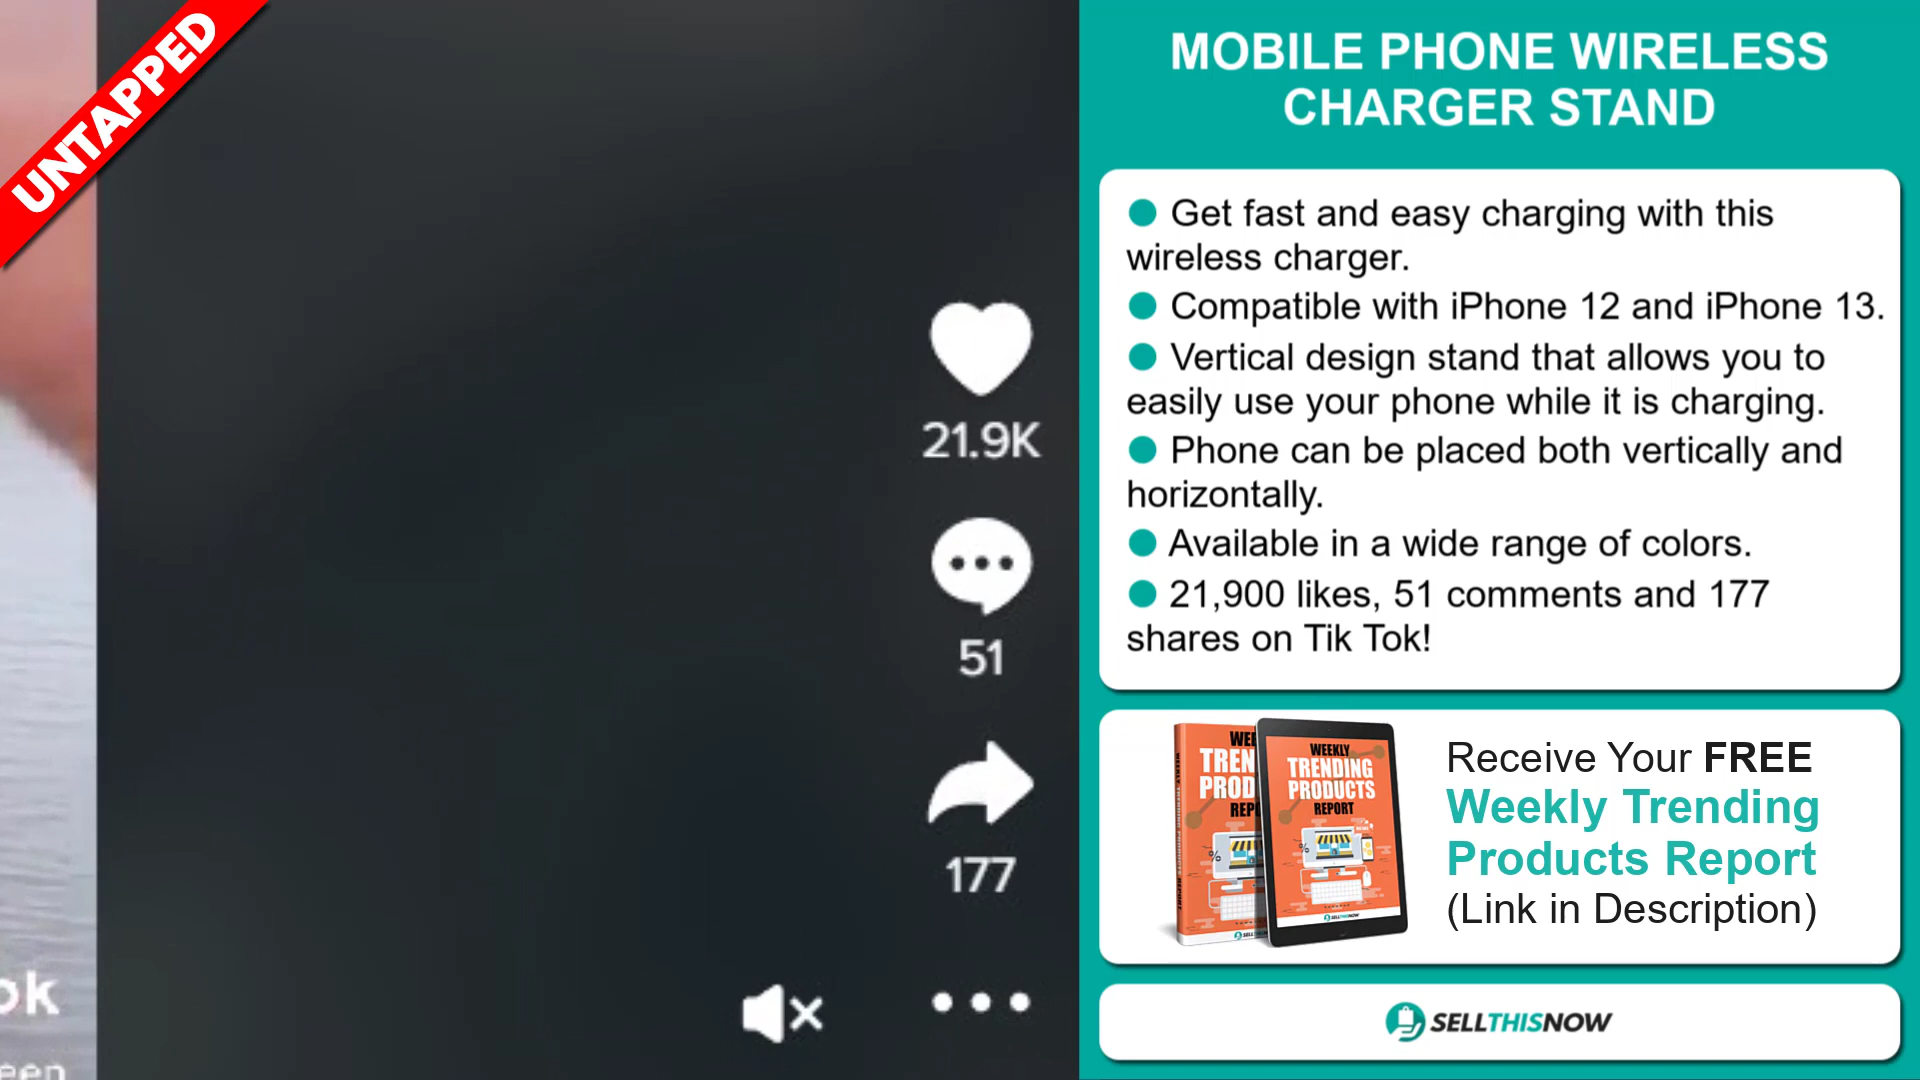 UNTAPPED
21.9K
51
177
MOBILE PHONE WIRELESS
CHARGER STAND
● Get fast and easy charging with this
wireless charger.
● Compatible with iPhone 12 and iPhone 13.
● Vertical design stand that allows you to
easily use your phone while it is charging.
● Phone can be placed both vertically and
horizontally.
● Available in a wide range of colors.
● 21,900 likes, 51 comments and 177
shares on Tik Tok!
WEEKLY
TRENDING
PRODUCTS
REPORT
SELLTHISNOW
Receive Your FREE
Weekly Trending
Products Report
(Link in Description)
SELLTHISNOW
ok